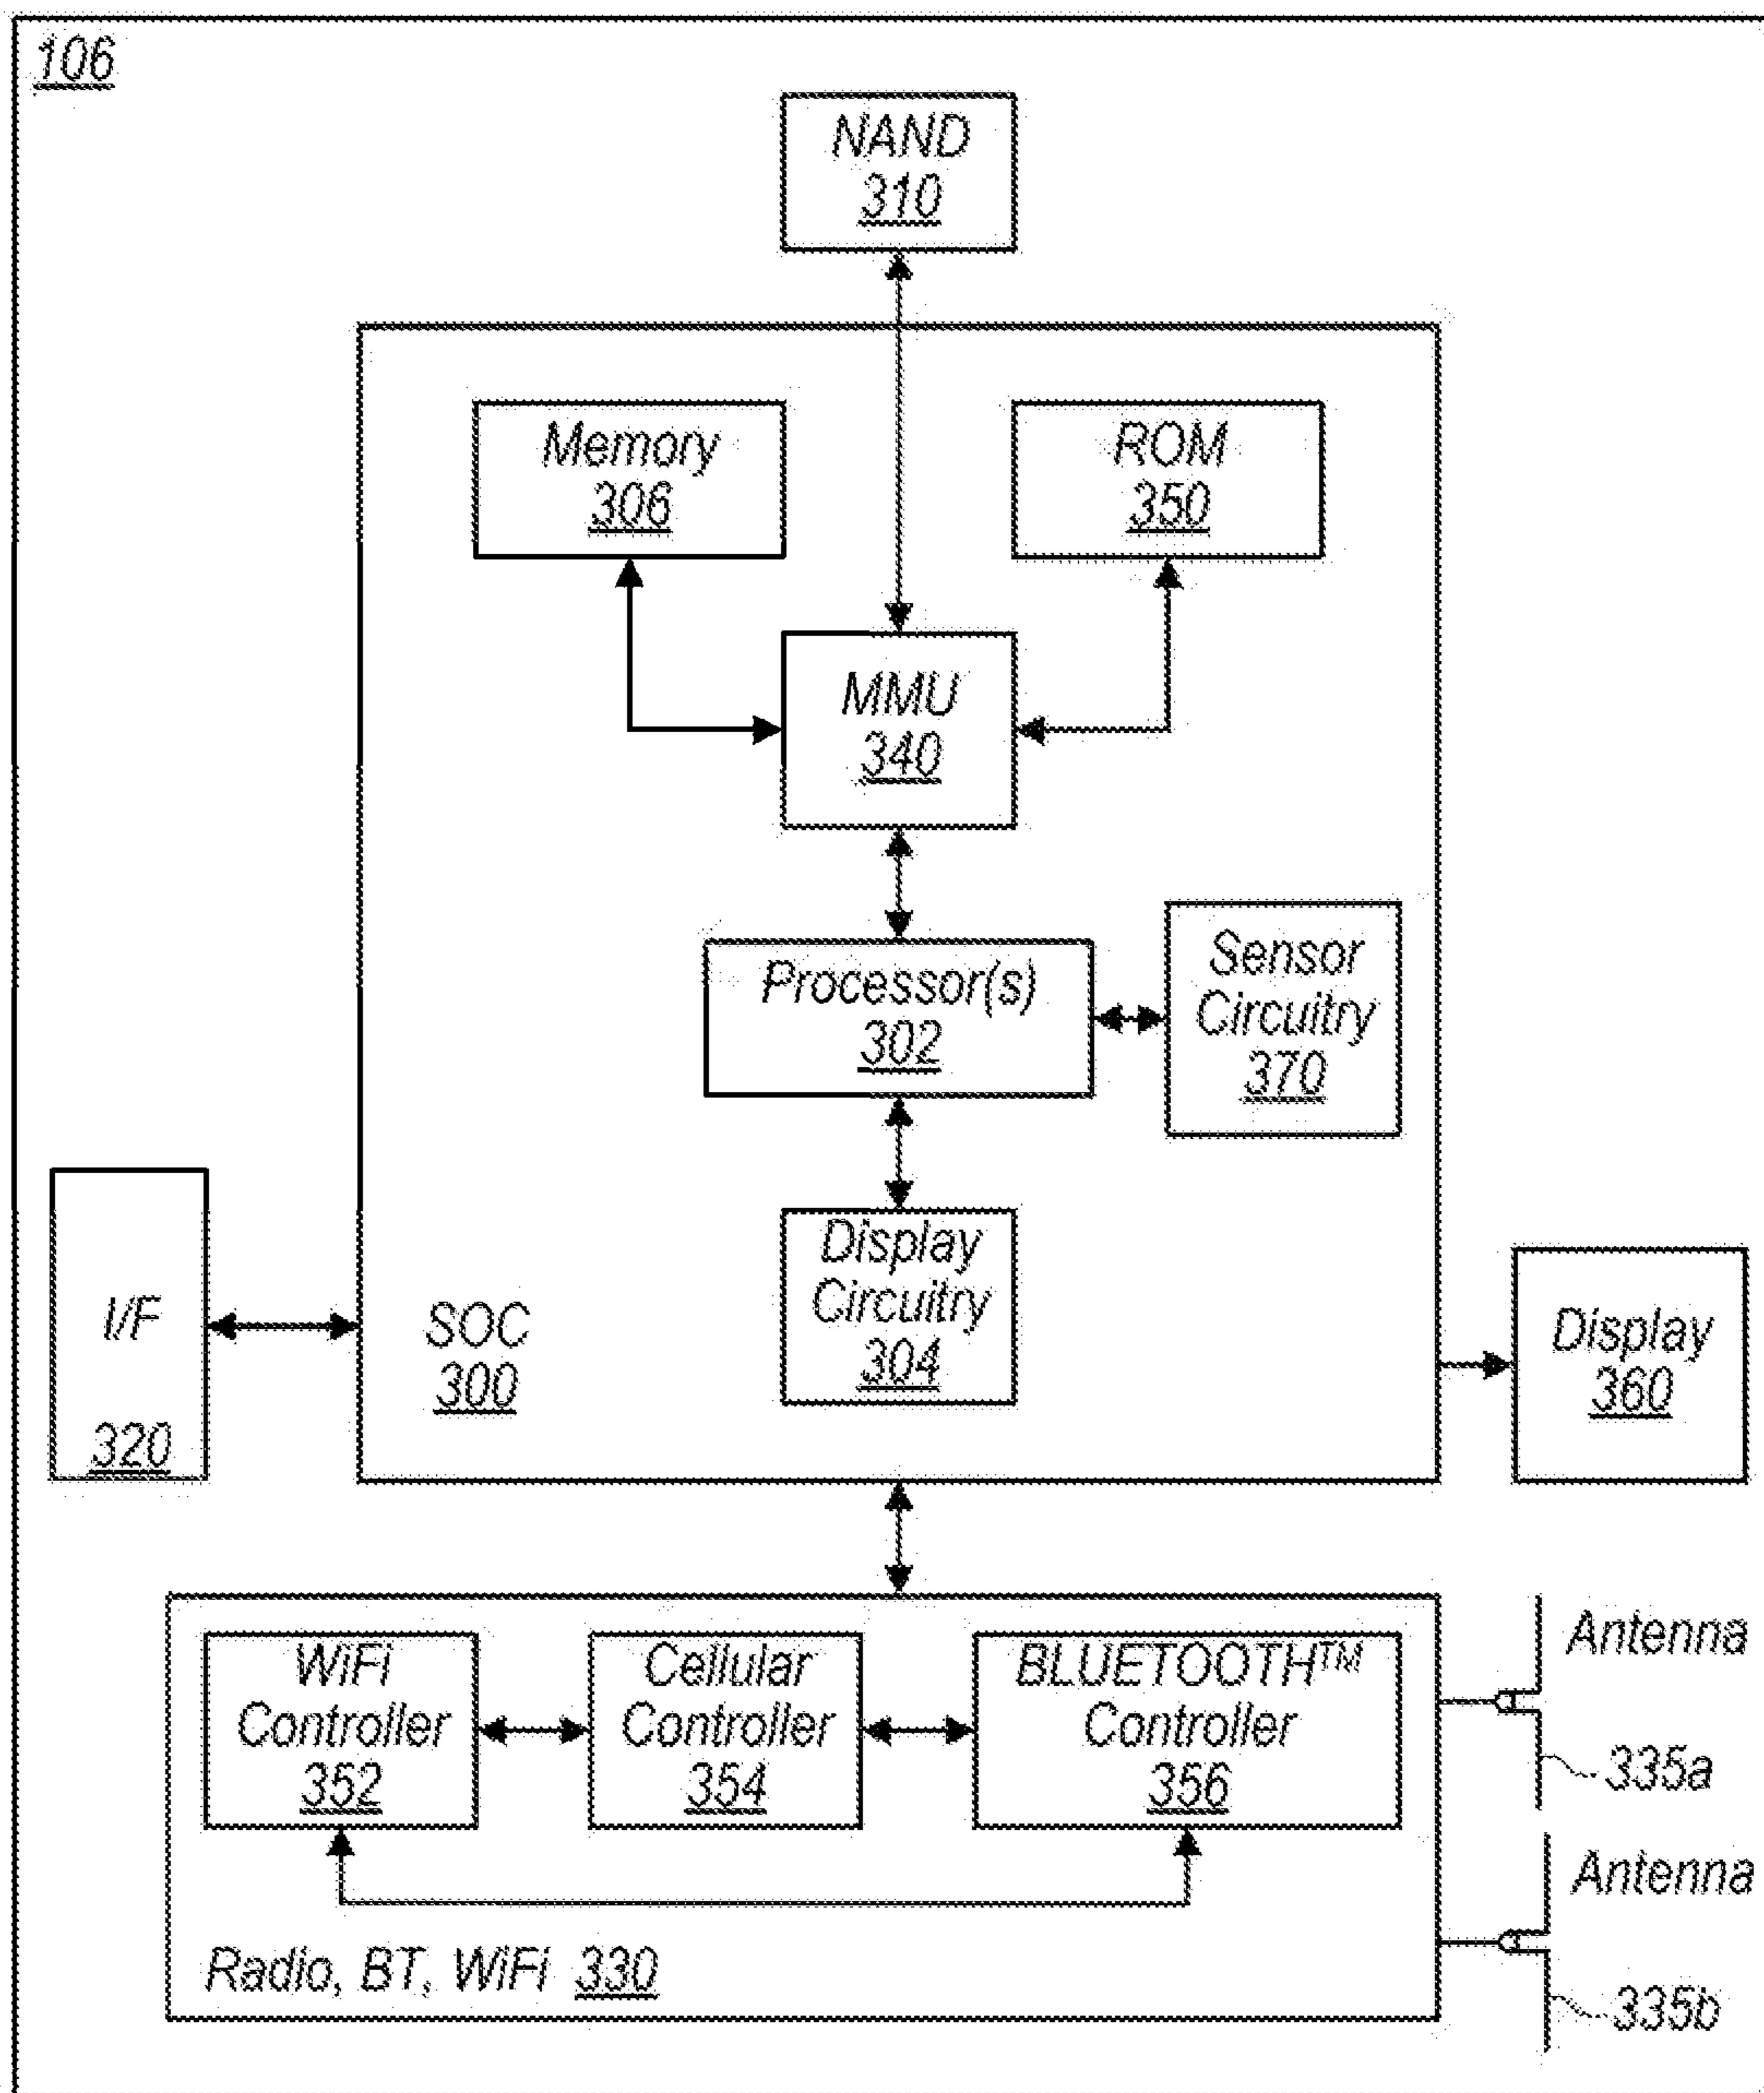 106
NAND
310
Memory
306
ROM
350
MMU
340
Processor(s)
302
Sensor
Circuitry
370
Display
Circuitry
304
I/F
320
SOC
300
Display
360
WiFi
Controller
352
Cellular
Controller
354
BLUETOOTH™
Controller
356
Radio, BT, WiFi 330
Antenna
335a
Antenna
335b